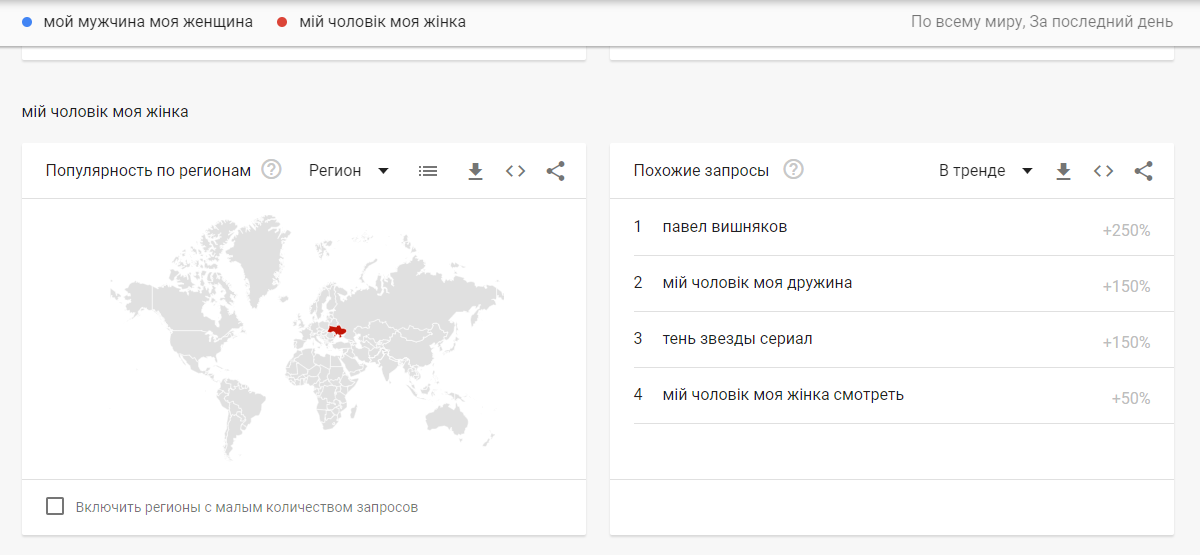 мой мужчина моя женщина мій чоловік моя жінка По всему миру, За последний день
мій чоловік моя жінка
Популярность по регионам ? Регион
Похожие запросы ? В тренде
1 павел вишняков +250%
2 мій чоловік моя дружина +150%
3 тень звезды сериал +150%
4 мій чоловік моя жінка смотреть +50%
Включить регионы с малым количеством запросов